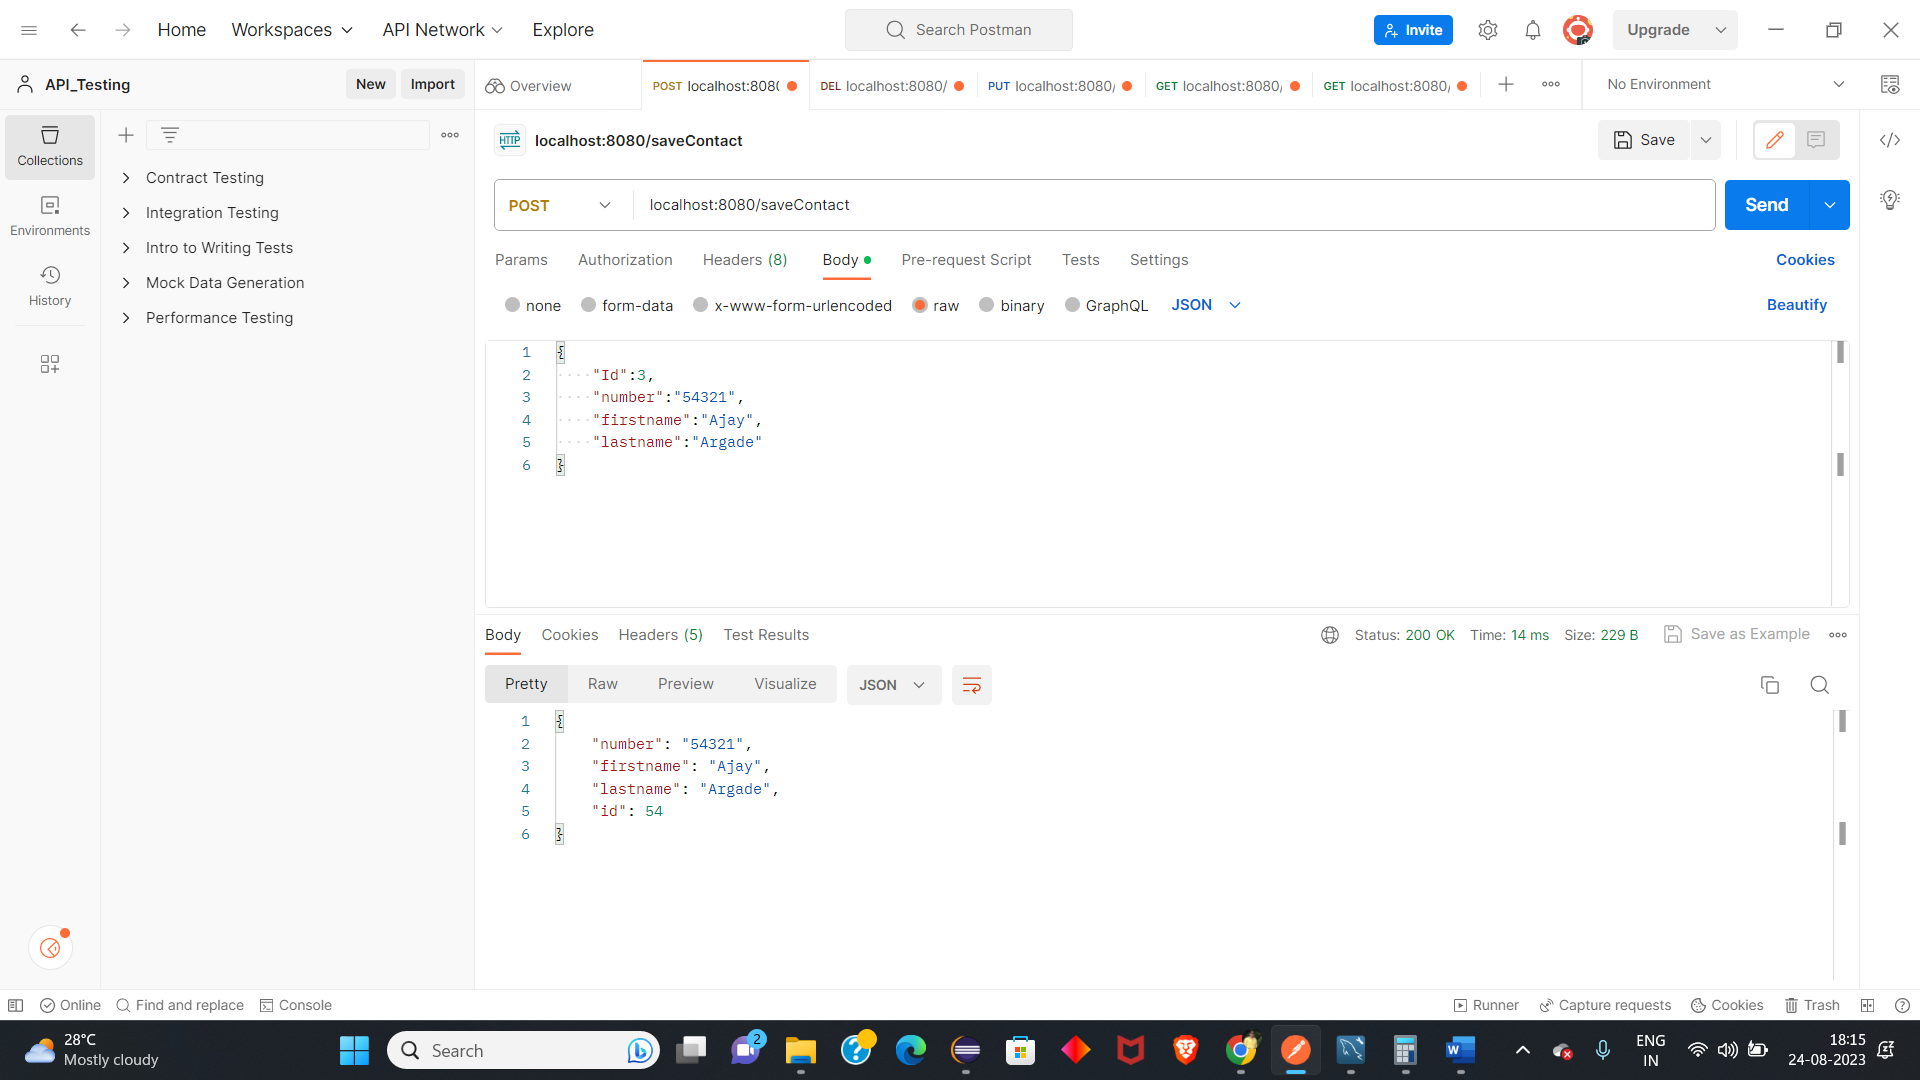 Home Workspaces API Network Explore Search Postman Invite Upgrade
API_Testing New Import Overview POST localhost:8080 DEL localhost:8080/ PUT localhost:8080/ GET localhost:8080/ GET localhost:8080/ No Environment
Collections
Environments
History
Contract Testing
Integration Testing
Intro to Writing Tests
Mock Data Generation
Performance Testing
HTTP localhost:8080/saveContact Save
POST localhost:8080/saveContact Send
Params Authorization Headers (8) Body Pre-request Script Tests Settings Cookies
none form-data x-www-form-urlencoded raw binary GraphQL JSON Beautify
1 {
2 ····"Id":3,
3 ····"number":"54321",
4 ····"firstname":"Ajay",
5 ····"lastname":"Argade"
6 }
Body Cookies Headers (5) Test Results Status: 200 OK Time: 14 ms Size: 229 B Save as Example
Pretty Raw Preview Visualize JSON
1 {
2 "number": "54321",
3 "firstname": "Ajay",
4 "lastname": "Argade",
5 "id": 54
6 }
Online Find and replace Console Runner Capture requests Cookies Trash
28°C
Mostly cloudy
Search
2
W
ENG
IN
18:15
24-08-2023